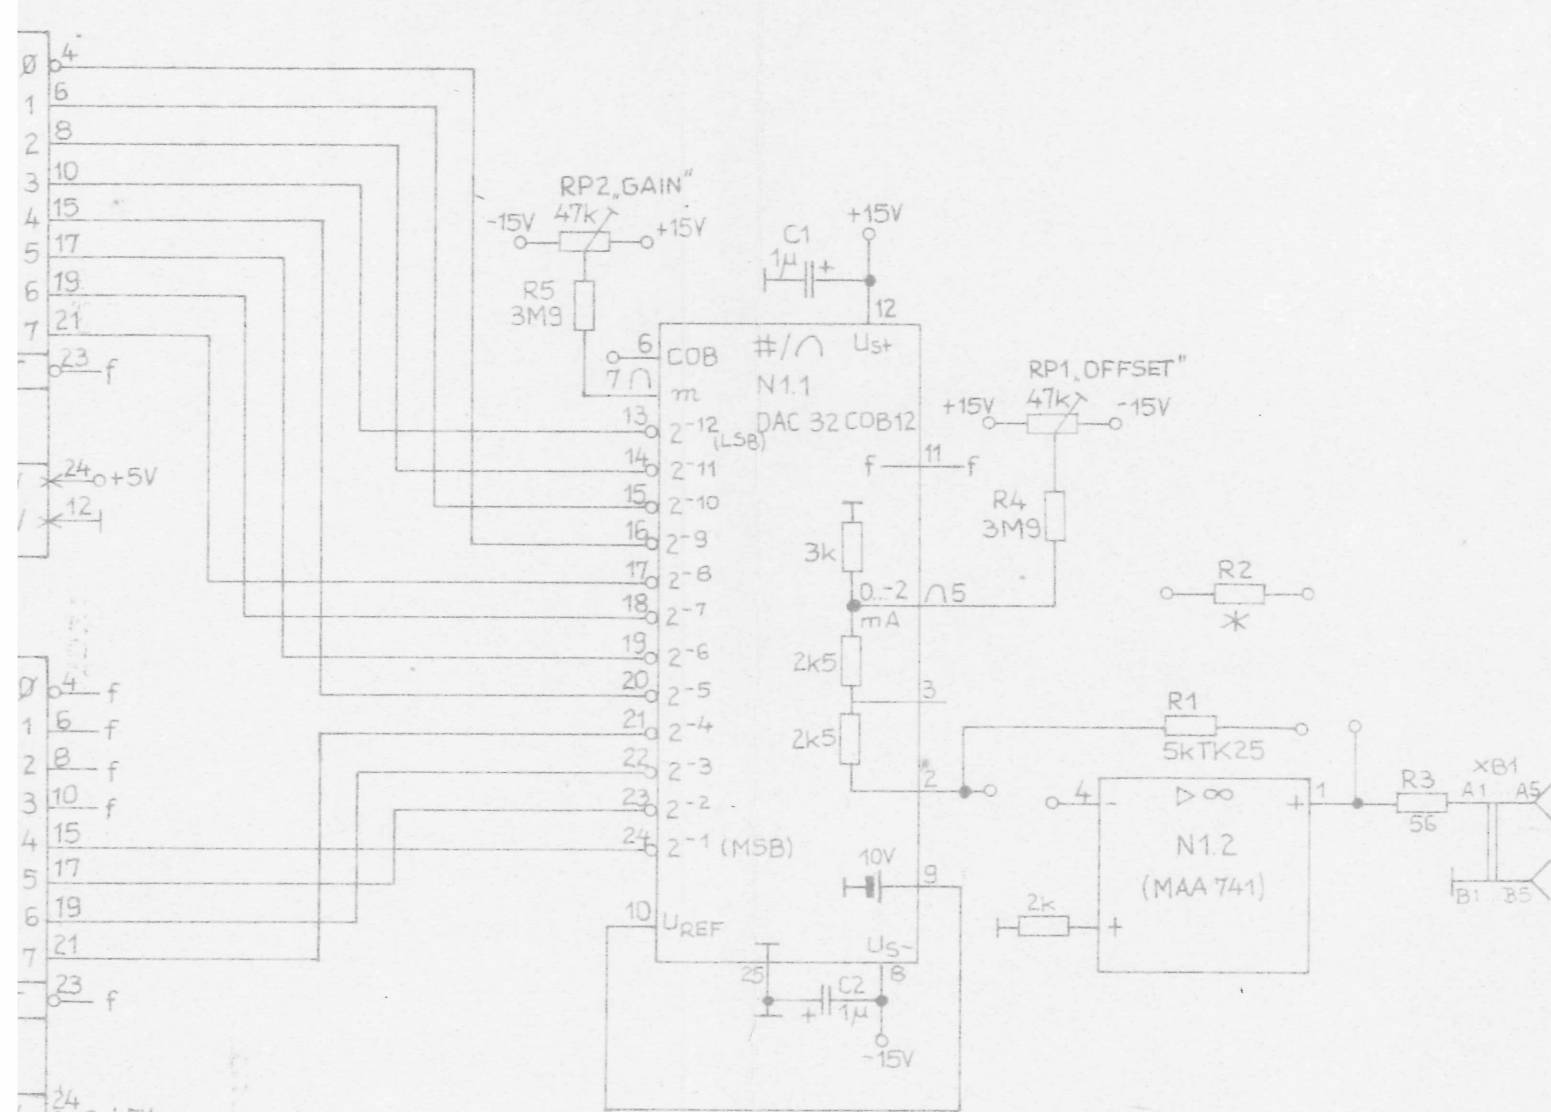 Ø 4
1 6
2 8
3 10
4 15
5 17
6 19
7 21
23 f
24 +5V
12
Ø 4 f
1 6 f
2 8 f
3 10 f
4 15
5 17
6 19
7 21
23 f
24
RP2 „GAIN"
-15V 47k +15V
R5
3M9
C1
1µ +
+15V
12
6 COB #/∩ US+
7 ∩ m N1.1
13 2-12 (LSB) DAC 32 COB12
14 2-11
15 2-10
16 2-9
17 2-8
18 2-7
19 2-6
20 2-5
21 2-4
22 2-3
23 2-2
24 2-1 (MSB)
10 UREF
f 11 f
3k
0...-2 ∩5
mA
2k5
3
2k5
2
10V 9
US-
25 8
C2
+ 1µ
-15V
RP1 „OFFSET"
+15V 47k -15V
R4
3M9
R2
*
R1
5kTK25
4 - ▷ ∞ + 1
N1.2
(MAA 741)
2k +
R3
56
XB1
A1 A5
B1 B5